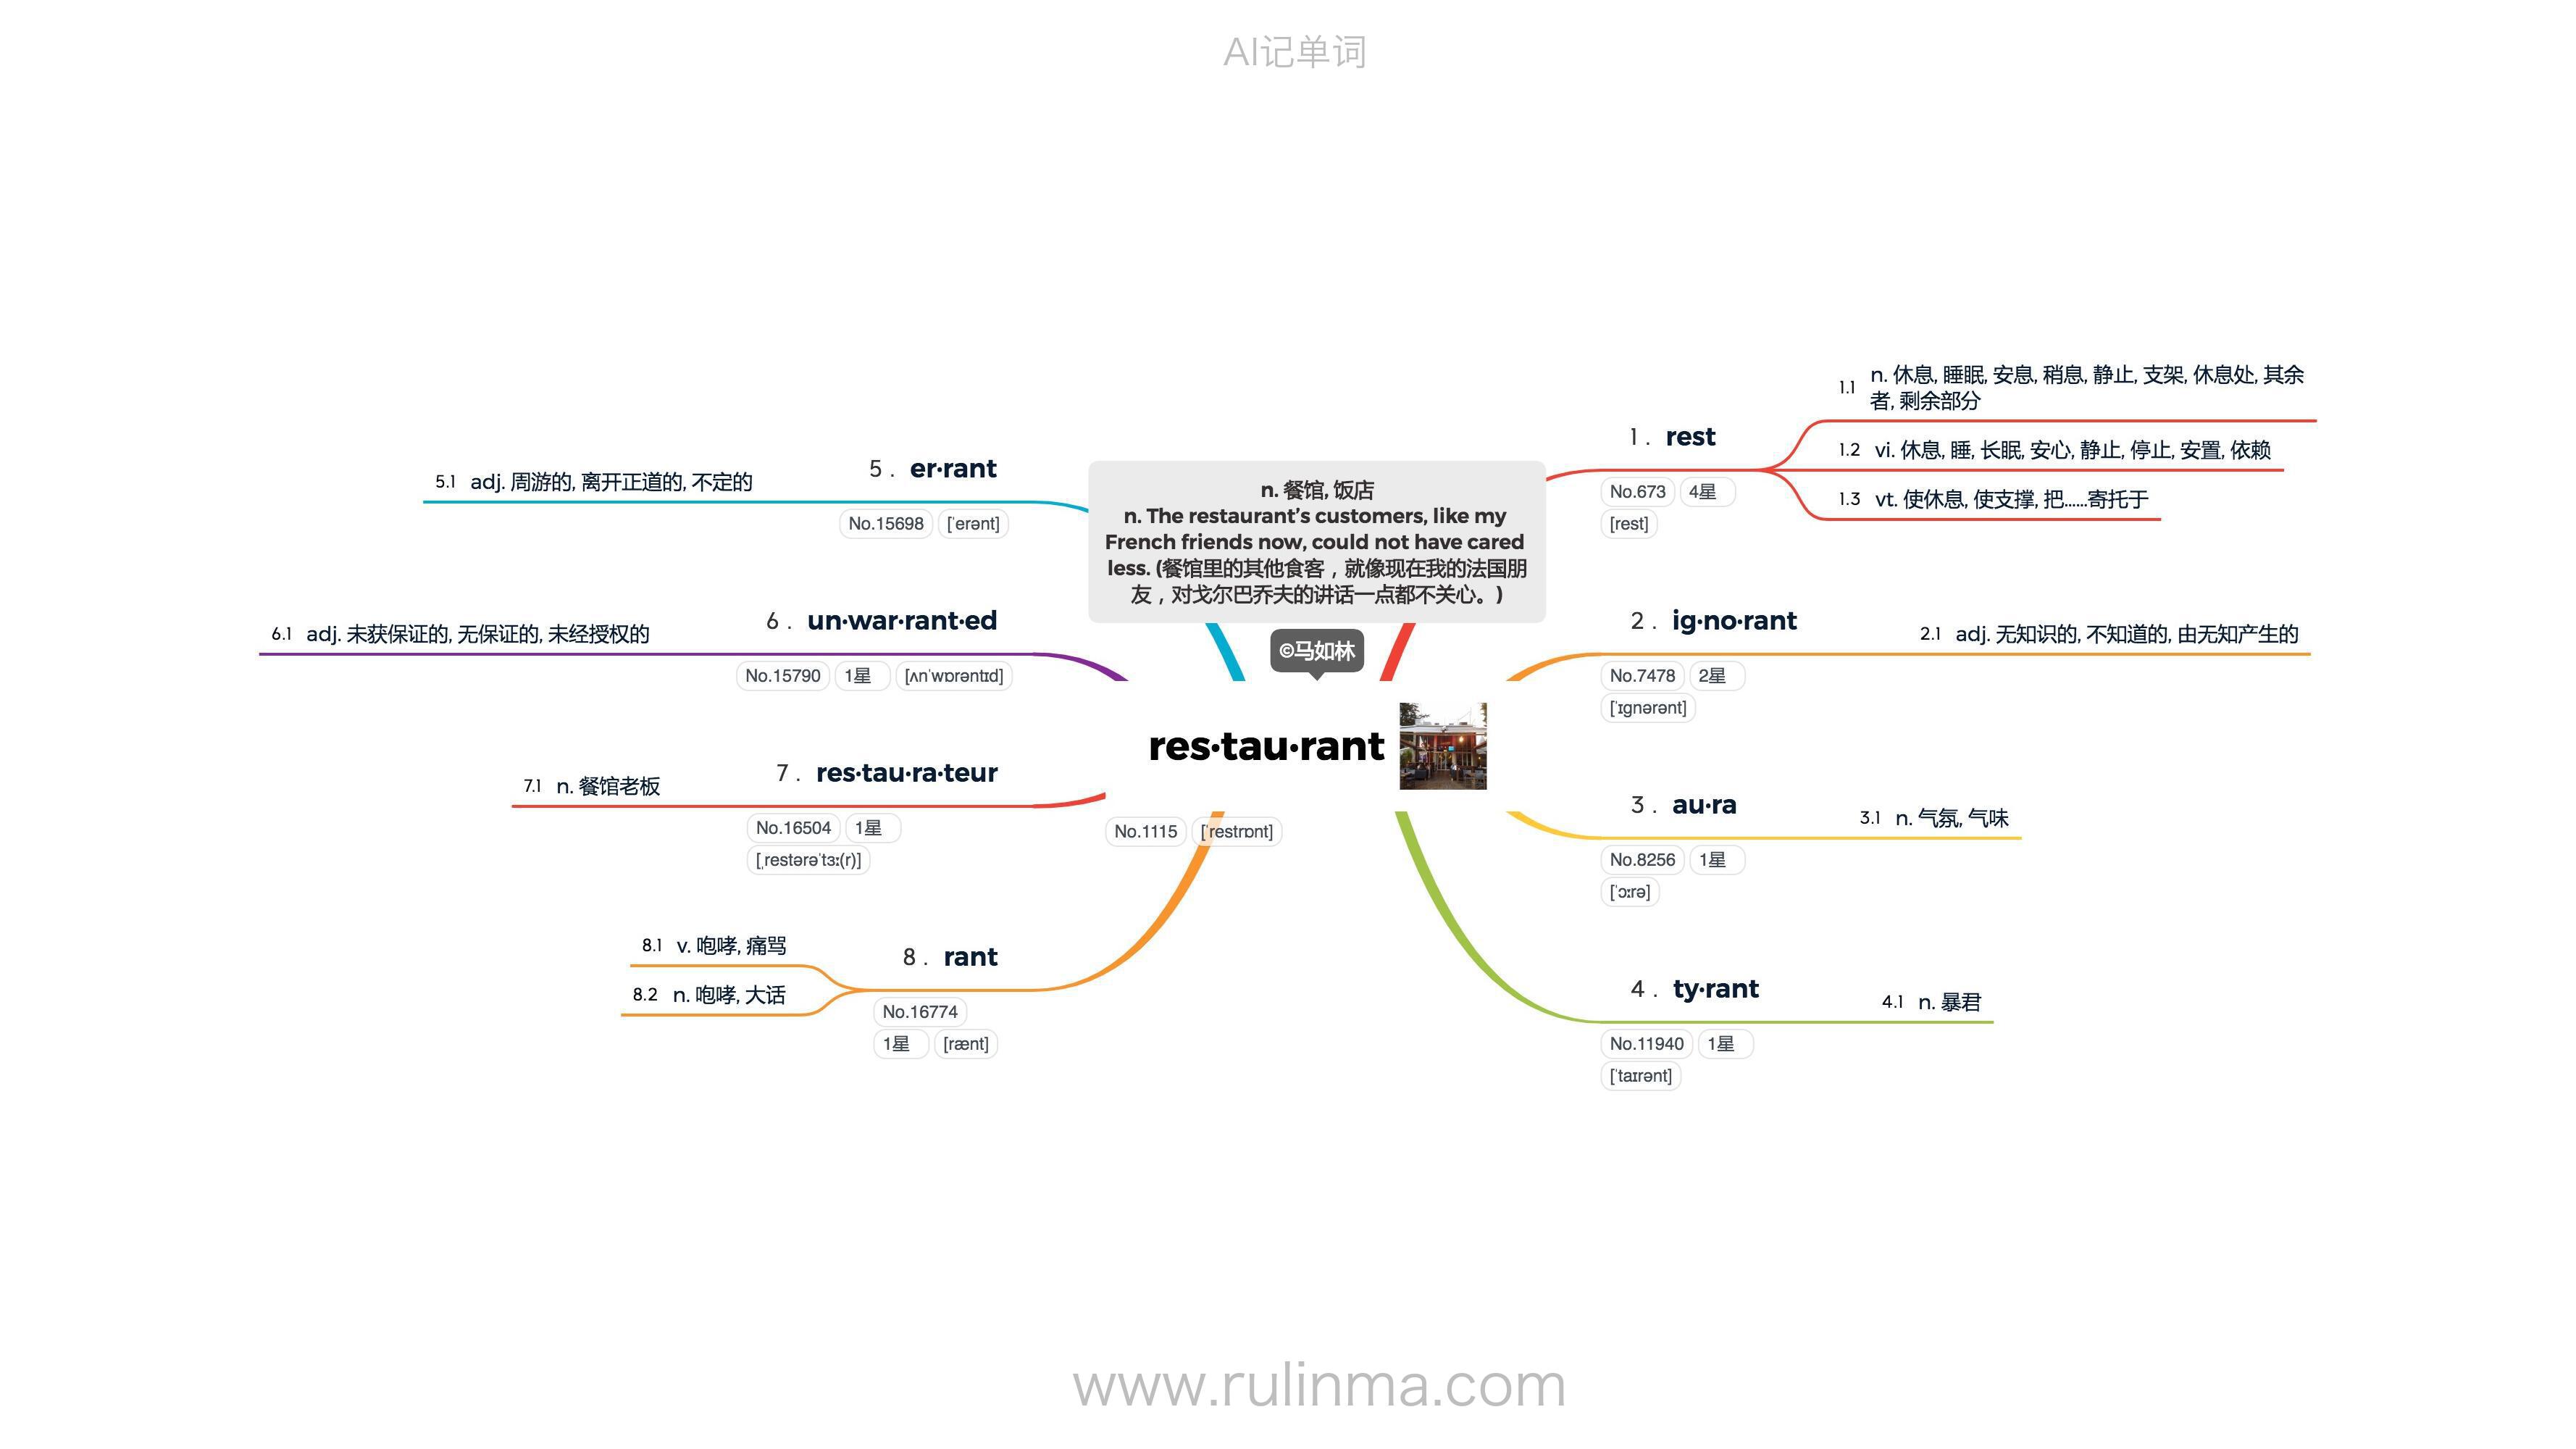 AI记单词
n. 餐馆, 饭店
n. The restaurant’s customers, like my
French friends now, could not have cared
less. (餐馆里的其他食客，就像现在我的法国朋
友，对戈尔巴乔夫的讲话一点都不关心。)
©马如林
res·tau·rant
No.1115 [ˈrestrɒnt]
1 . rest
No.673 4星
[rest]
1.1 n. 休息, 睡眠, 安息, 稍息, 静止, 支架, 休息处, 其余
者, 剩余部分
1.2 vi. 休息, 睡, 长眠, 安心, 静止, 停止, 安置, 依赖
1.3 vt. 使休息, 使支撑, 把……寄托于
2 . ig·no·rant
No.7478 2星
[ˈɪgnərənt]
2.1 adj. 无知识的, 不知道的, 由无知产生的
3 . au·ra
No.8256 1星
[ˈɔːrə]
3.1 n. 气氛, 气味
4 . ty·rant
No.11940 1星
[ˈtaɪrənt]
4.1 n. 暴君
5 . er·rant
No.15698 [ˈerənt]
5.1 adj. 周游的, 离开正道的, 不定的
6 . un·war·rant·ed
No.15790 1星 [ʌnˈwɒrəntɪd]
6.1 adj. 未获保证的, 无保证的, 未经授权的
7 . res·tau·ra·teur
No.16504 1星
[ˌrestərəˈtɜː(r)]
7.1 n. 餐馆老板
8 . rant
No.16774
1星 [rænt]
8.1 v. 咆哮, 痛骂
8.2 n. 咆哮, 大话
www.rulinma.com